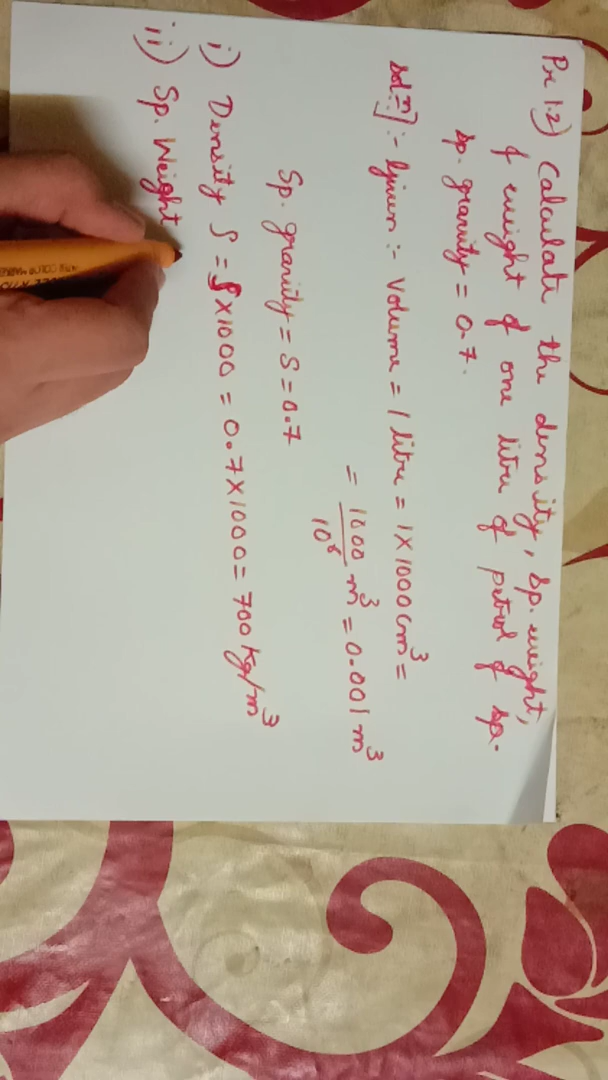 Pr 1.2) Calculate the density, sp. weight,
& weight of one litre of petrol of sp.
sp. gravity = 0.7.
Sol=n] :- Given :- Volume = 1 litre = 1 X 1000 cm³ =
= 1000/10⁶ m³ = 0.001 m³
Sp. gravity = S = 0.7
i) Density S = S X 1000 = 0.7 X 1000 = 700 Kg/m³
ii) Sp. Weight